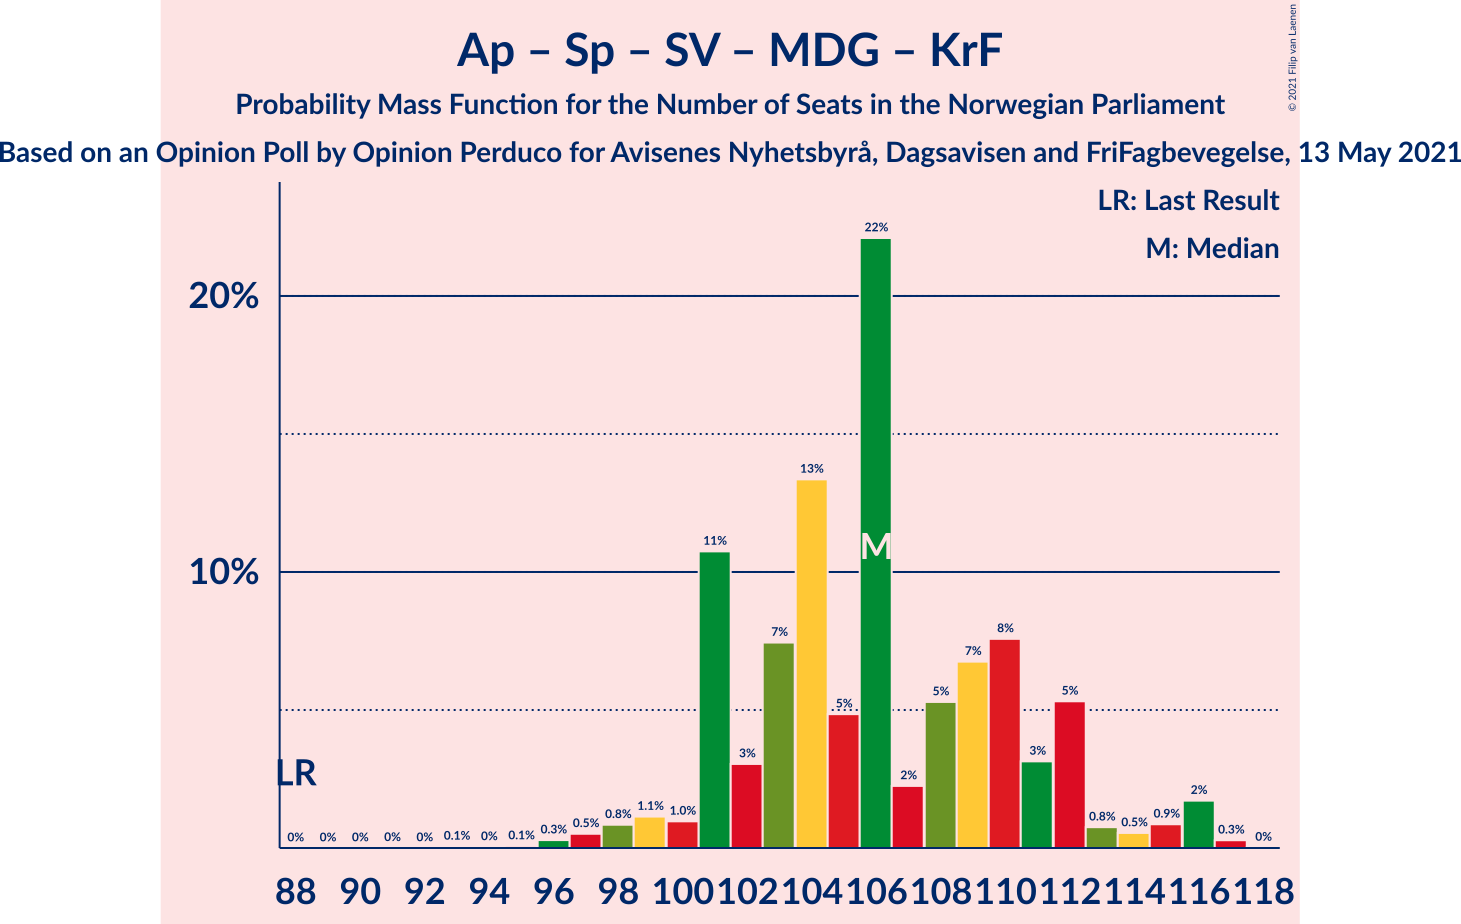 Ap – Sp – SV – MDG – KrF
Probability Mass Function for the Number of Seats in the Norwegian Parliament
Based on an Opinion Poll by Opinion Perduco for Avisenes Nyhetsbyrå, Dagsavisen and FriFagbevegelse, 13 May 2021
© 2021 Filip van Laenen
LR: Last Result
M: Median
22%
20%
13%
11%
M
10%
8%
7%
7%
5%
5%
5%
3%
3%
2%
2%
LR
0% 0% 0% 0% 0% 0.1% 0% 0.1% 0.3% 0.5% 0.8% 1.1% 1.0% 0.8% 0.5% 0.9% 0.3% 0%
88 90 92 94 96 98 100 102 104 106 108 110 112 114 116 118